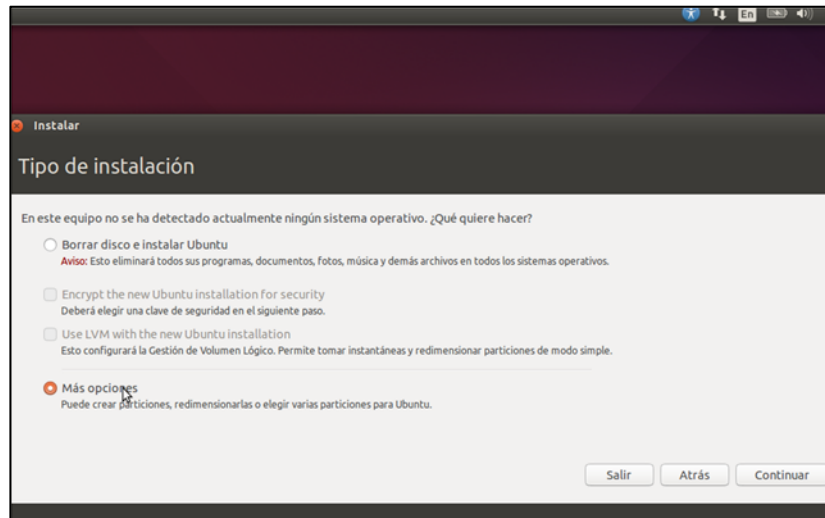 En
Instalar
Tipo de instalación
En este equipo no se ha detectado actualmente ningún sistema operativo. ¿Qué quiere hacer?
Borrar disco e instalar Ubuntu
Aviso: Esto eliminará todos sus programas, documentos, fotos, música y demás archivos en todos los sistemas operativos.
Encrypt the new Ubuntu installation for security
Deberá elegir una clave de seguridad en el siguiente paso.
Use LVM with the new Ubuntu installation
Esto configurará la Gestión de Volumen Lógico. Permite tomar instantáneas y redimensionar particiones de modo simple.
Más opciones
Puede crear particiones, redimensionarlas o elegir varias particiones para Ubuntu.
Salir Atrás Continuar